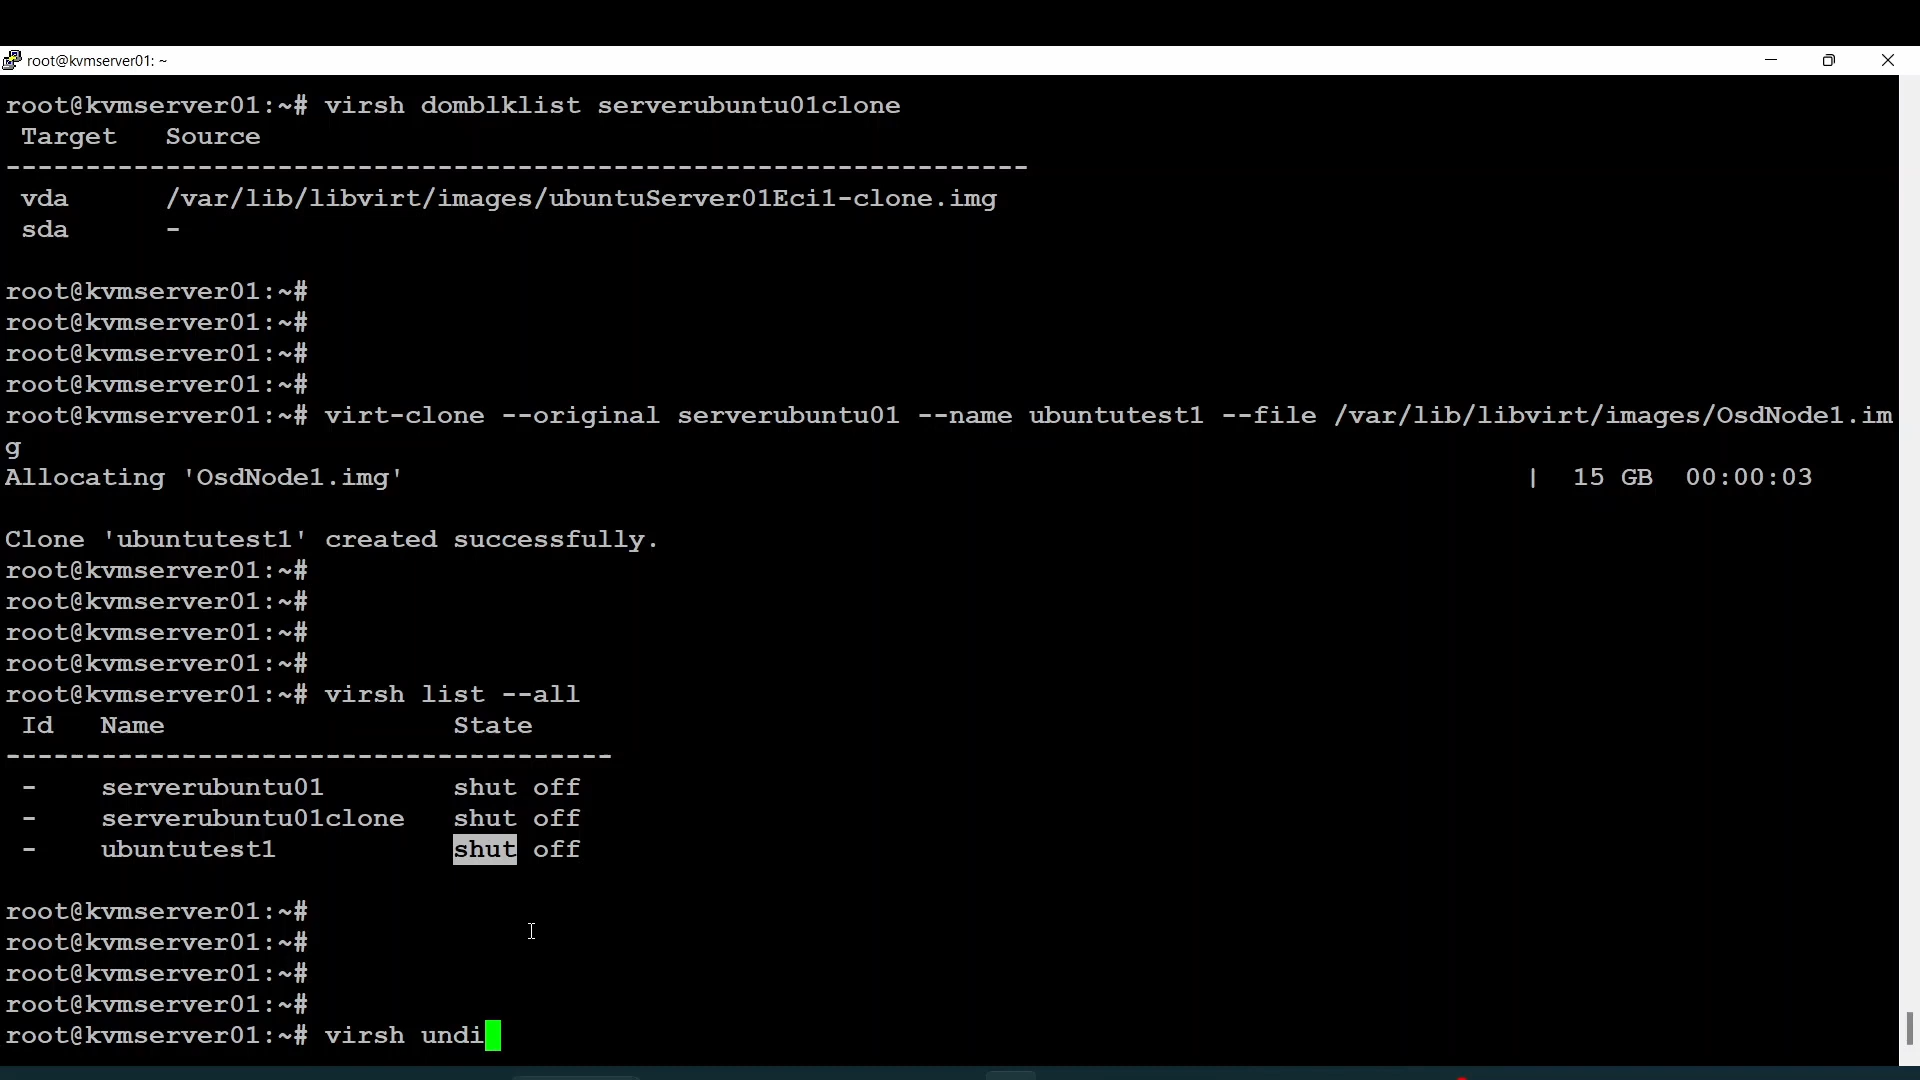 root@kvmserver01: ~
root@kvmserver01:~# virsh domblklist serverubuntu01clone
Target Source
----------------------------------------------------------------
vda /var/lib/libvirt/images/ubuntuServer01Eci1-clone.img
sda -
root@kvmserver01:~#
root@kvmserver01:~#
root@kvmserver01:~#
root@kvmserver01:~#
root@kvmserver01:~# virt-clone --original serverubuntu01 --name ubuntutest1 --file /var/lib/libvirt/images/OsdNode1.im
g
Allocating 'OsdNode1.img' | 15 GB 00:00:03
Clone 'ubuntutest1' created successfully.
root@kvmserver01:~#
root@kvmserver01:~#
root@kvmserver01:~#
root@kvmserver01:~#
root@kvmserver01:~# virsh list --all
Id Name State
--------------------------------------
- serverubuntu01 shut off
- serverubuntu01clone shut off
- ubuntutest1 shut off
root@kvmserver01:~#
root@kvmserver01:~#
root@kvmserver01:~#
root@kvmserver01:~#
root@kvmserver01:~# virsh undi